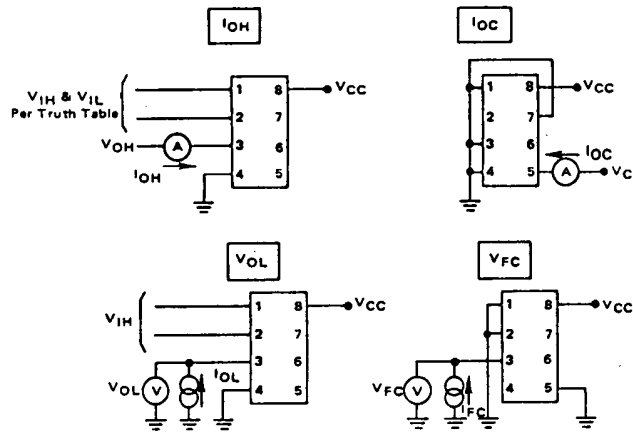 IOH
VIH & VIL
Per Truth Table
VOH
A
IOH
1
2
3
4
8
7
6
5
VCC
IOC
1
2
3
4
8
7
6
5
VCC
IOC
A
VC
VOL
VIH
VOL
V
IOL
1
2
3
4
8
7
6
5
VCC
VFC
VFC
V
IFC
1
2
3
4
8
7
6
5
VCC